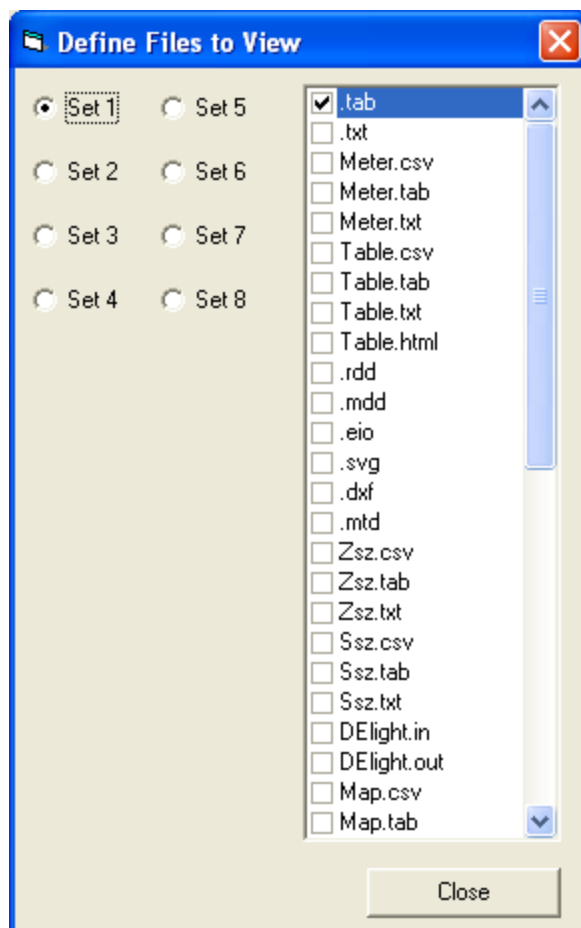 Define Files to View
Set 1
Set 5
Set 2
Set 6
Set 3
Set 7
Set 4
Set 8
.tab
.txt
Meter.csv
Meter.tab
Meter.txt
Table.csv
Table.tab
Table.txt
Table.html
.rdd
.mdd
.eio
.svg
.dxf
.mtd
Zsz.csv
Zsz.tab
Zsz.txt
Ssz.csv
Ssz.tab
Ssz.txt
DElight.in
DElight.out
Map.csv
Map.tab
Close